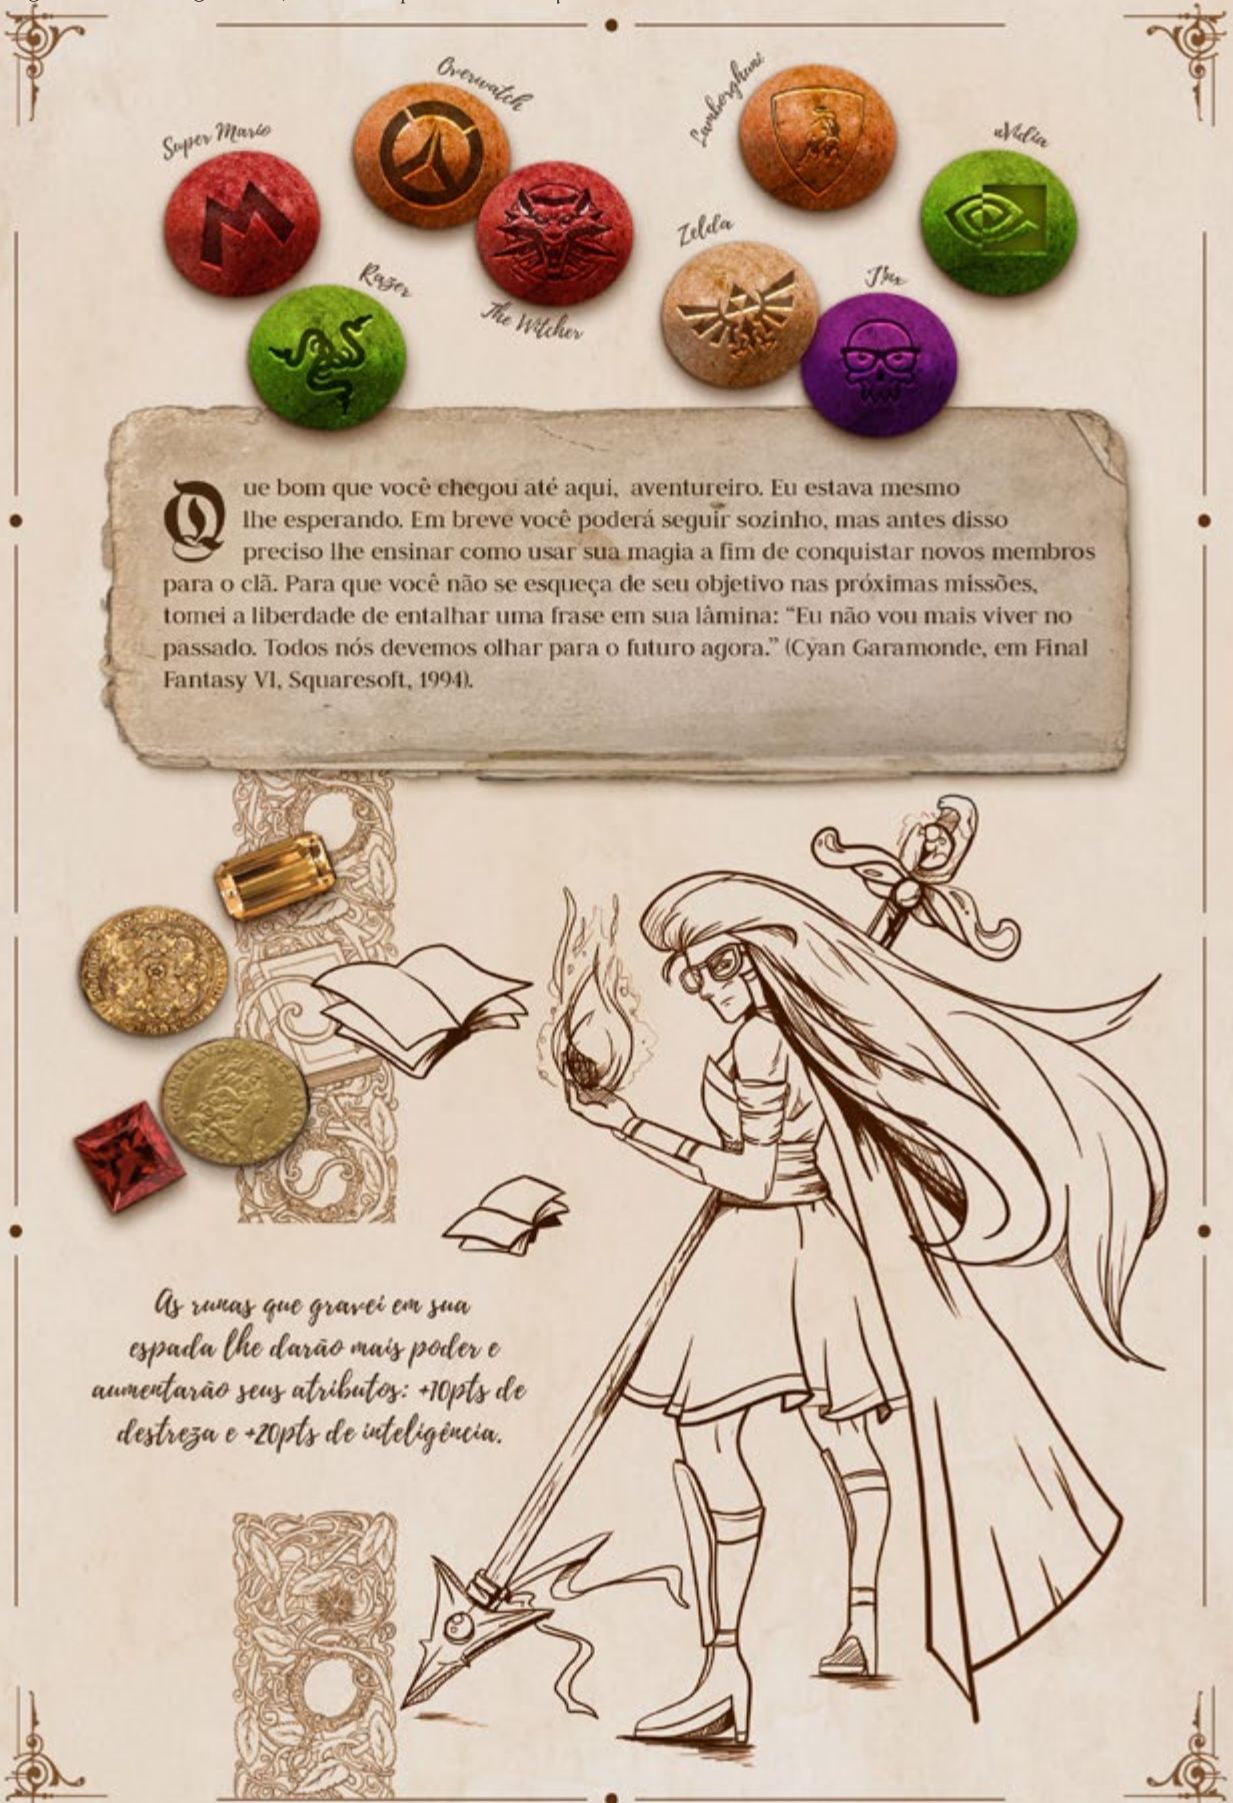 Overwatch
Super Mario
Lamborghini
nVidia
Zelda
Razer
The Witcher
M
Que bom que você chegou até aqui, aventureiro. Eu estava mesmo
lhe esperando. Em breve você poderá seguir sozinho, mas antes disso
preciso lhe ensinar como usar sua magia a fim de conquistar novos membros
para o clã. Para que você não se esqueça de seu objetivo nas próximas missões,
tomei a liberdade de entalhar uma frase em sua lâmina: “Eu não vou mais viver no
passado. Todos nós devemos olhar para o futuro agora.” (Cyan Garamonde, em Final
Fantasy VI, Squaresoft, 1994).
As runas que gravei em sua
espada lhe darão mais poder e
aumentarão seus atributos: +10pts de
destreza e +20pts de inteligência.